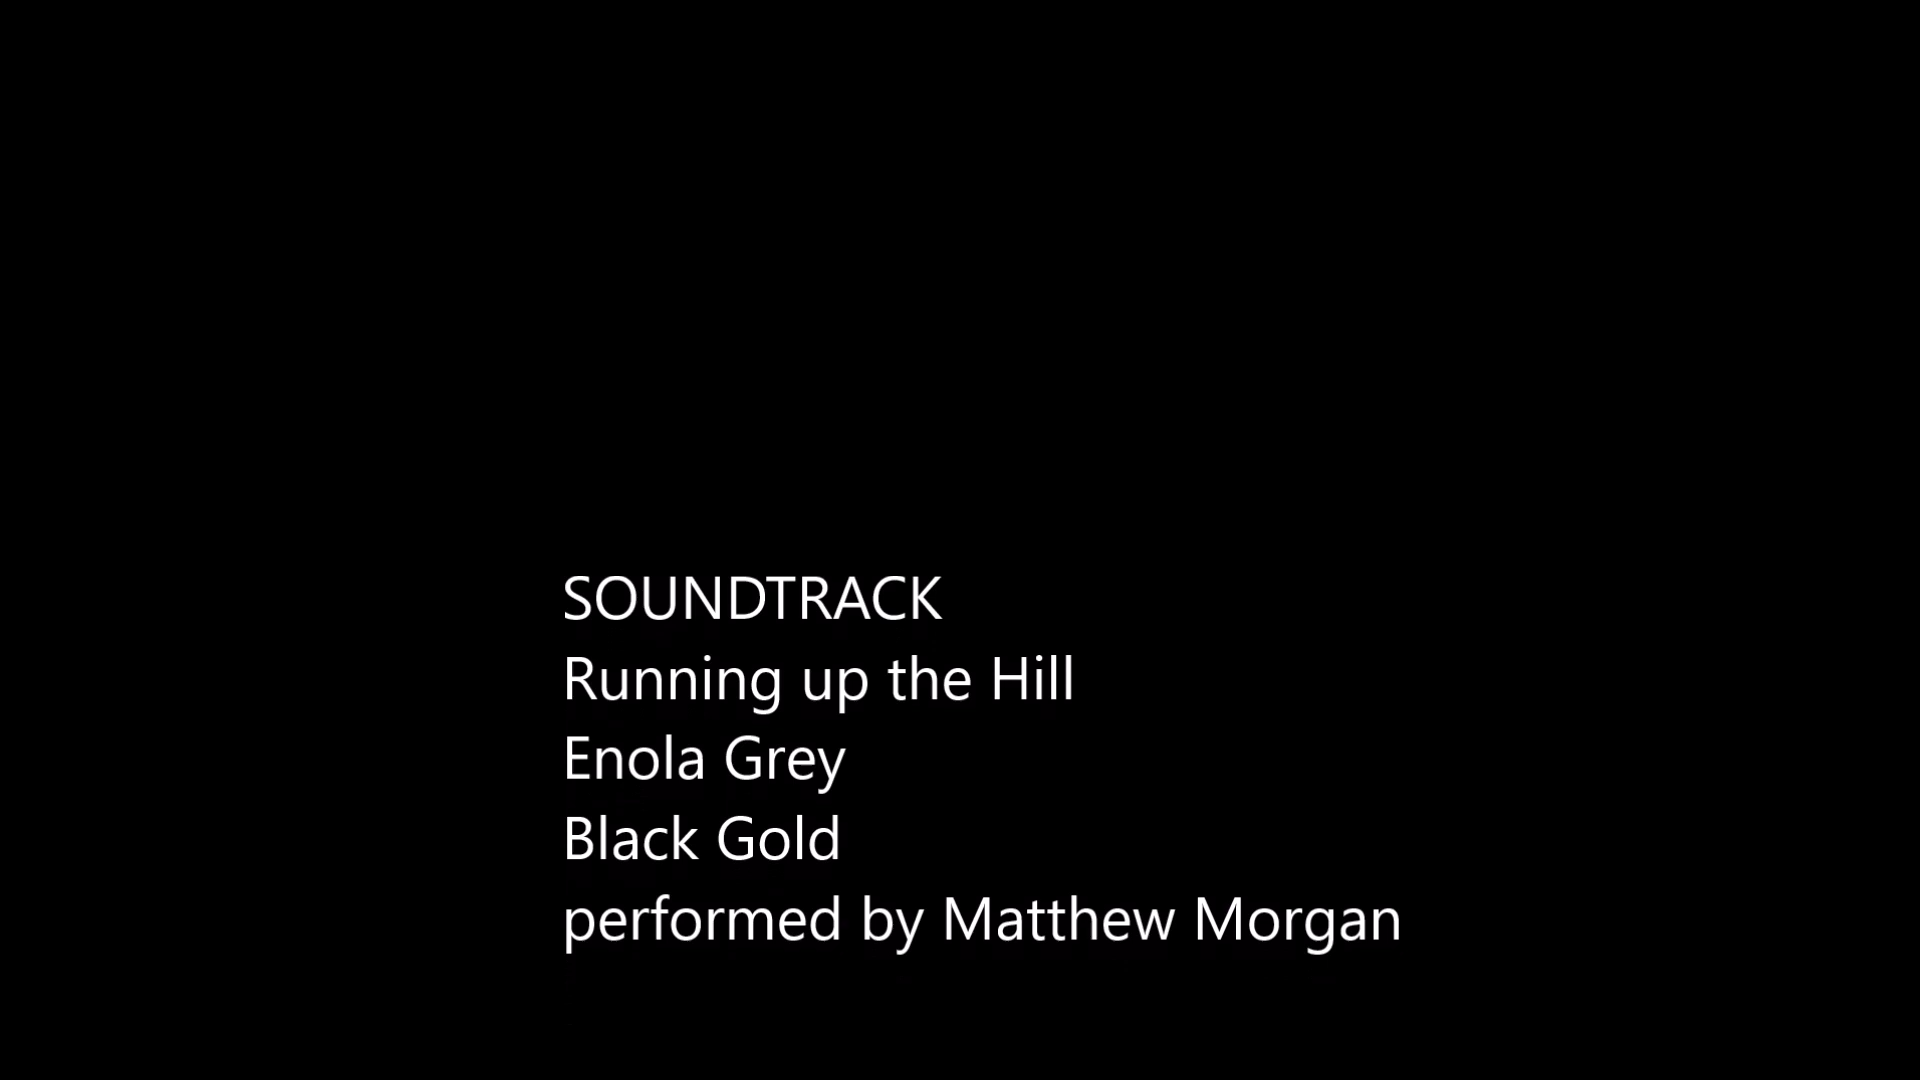 SOUNDTRACK
Running up the Hill
Enola Grey
Black Gold
performed by Matthew Morgan